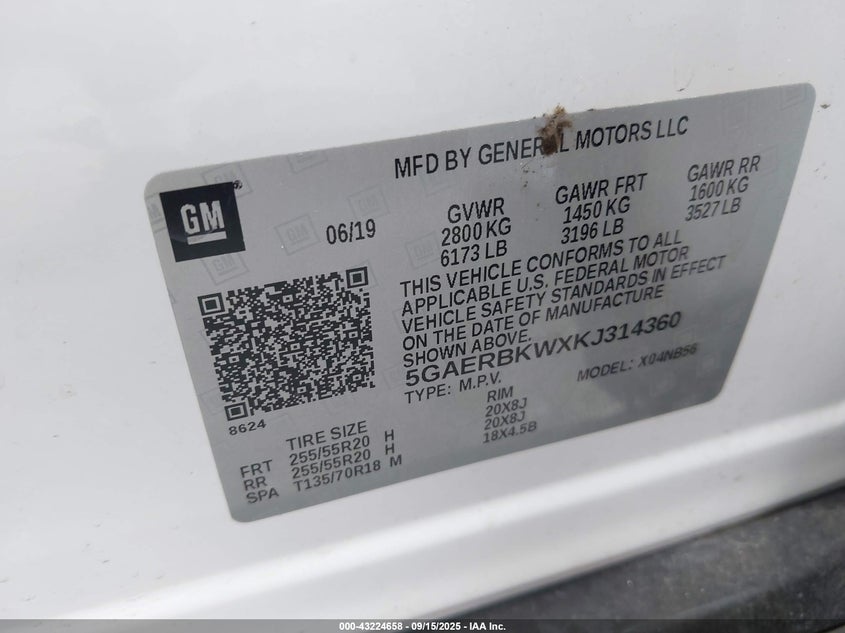 MFD BY GENERAL MOTORS LLC
GM
06/19
GVWR
2800 KG
6173 LB
GAWR FRT
1450 KG
3196 LB
GAWR RR
1600 KG
3527 LB
THIS VEHICLE CONFORMS TO ALL
APPLICABLE U.S. FEDERAL MOTOR
VEHICLE SAFETY STANDARDS IN EFFECT
ON THE DATE OF MANUFACTURE
SHOWN ABOVE.
5GAERBKWXKJ314360
TYPE: M.P.V.
MODEL: X04NB56
8624
TIRE SIZE RIM
FRT 255/55R20 H 20X8J
RR 255/55R20 H 20X8J
SPA T135/70R18 M 18X4.5B
000-43224658 - 09/15/2025 - IAA Inc.